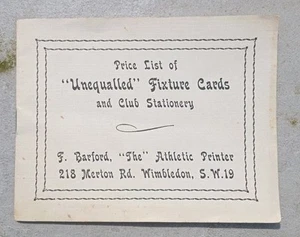 Price List of
"Unequalled" Fixture Cards
and Club Stationery
F. Barford, "The" Athletic Printer
218 Merton Rd. Wimbledon, S.W.19